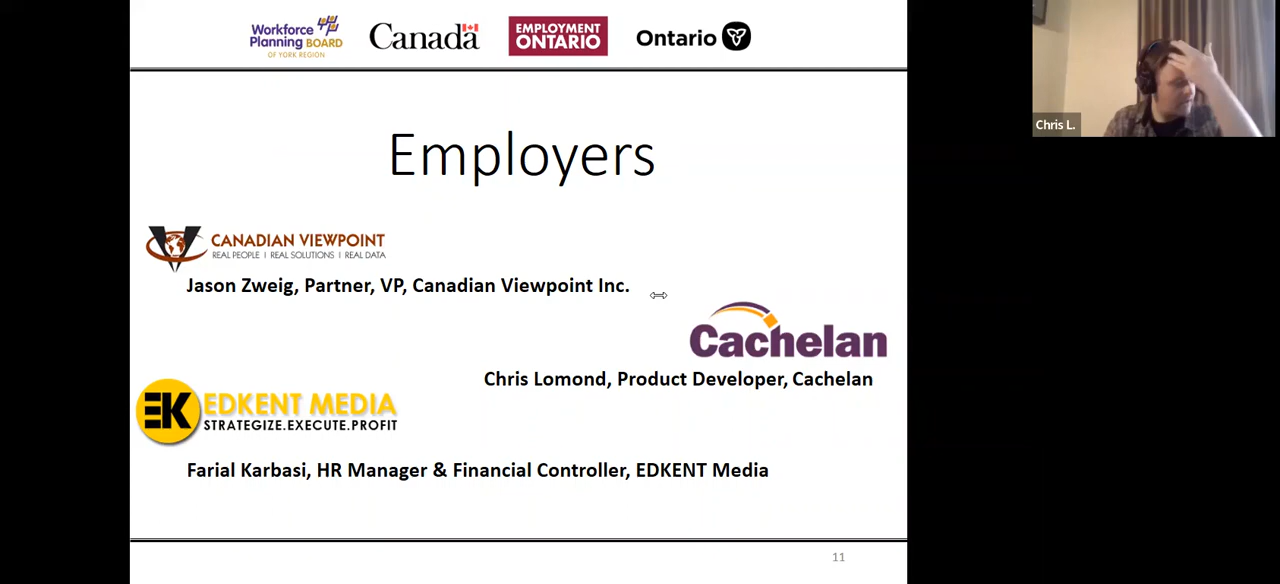 Workforce
Planning BOARD
OF YORK REGION
Canada
EMPLOYMENT
ONTARIO
Ontario
Chris L.
Employers
CANADIAN VIEWPOINT
REAL PEOPLE | REAL SOLUTIONS | REAL DATA
Jason Zweig, Partner, VP, Canadian Viewpoint Inc.
Cachelan
Chris Lomond, Product Developer, Cachelan
EK
EDKENT MEDIA
STRATEGIZE.EXECUTE.PROFIT
Farial Karbasi, HR Manager & Financial Controller, EDKENT Media
11